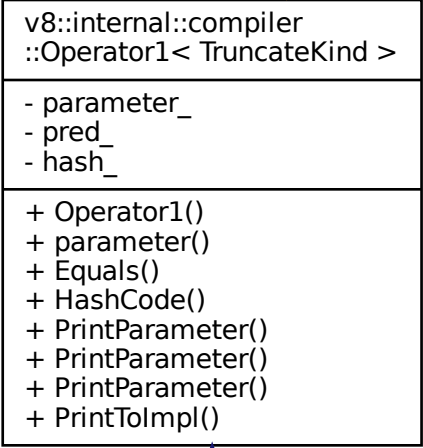 v8::internal::compiler
::Operator1< TruncateKind >
- parameter_
- pred_
- hash_
+ Operator1()
+ parameter()
+ Equals()
+ HashCode()
+ PrintParameter()
+ PrintParameter()
+ PrintParameter()
+ PrintToImpl()